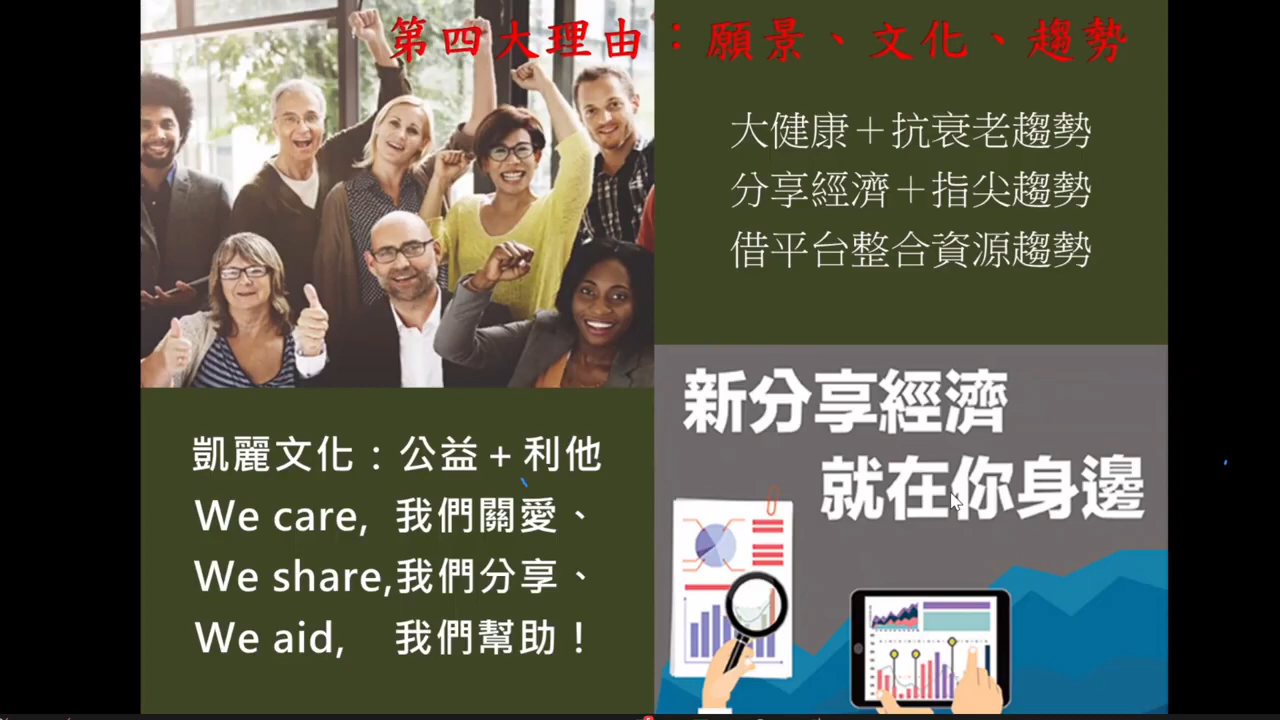 第四大理由：願景、文化、趨勢
大健康＋抗衰老趨勢
分享經濟＋指尖趨勢
借平台整合資源趨勢
凱麗文化：公益＋利他
We care, 我們關愛、
We share,我們分享、
We aid, 我們幫助！
新分享經濟
就在你身邊